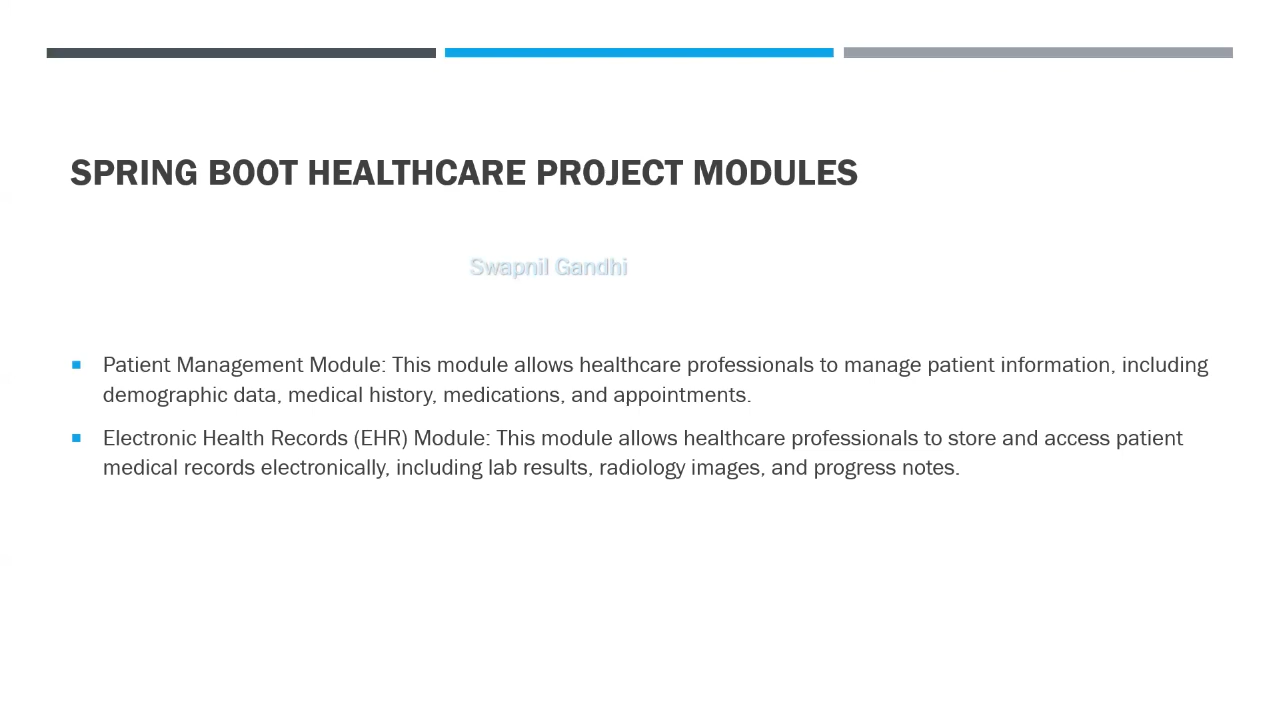 SPRING BOOT HEALTHCARE PROJECT MODULES
Swapnil Gandhi
Patient Management Module: This module allows healthcare professionals to manage patient information, including
demographic data, medical history, medications, and appointments.
Electronic Health Records (EHR) Module: This module allows healthcare professionals to store and access patient
medical records electronically, including lab results, radiology images, and progress notes.